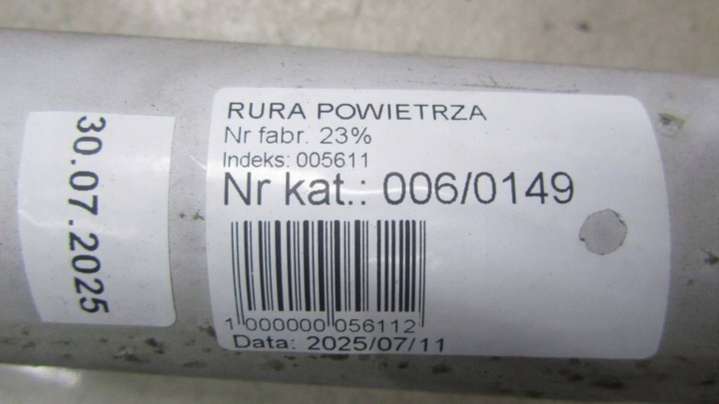 30.07.2025
RURA POWIETRZA
Nr fabr. 23%
Indeks: 005611
Nr kat.: 006/0149
1 000000 056112
Data: 2025/07/11